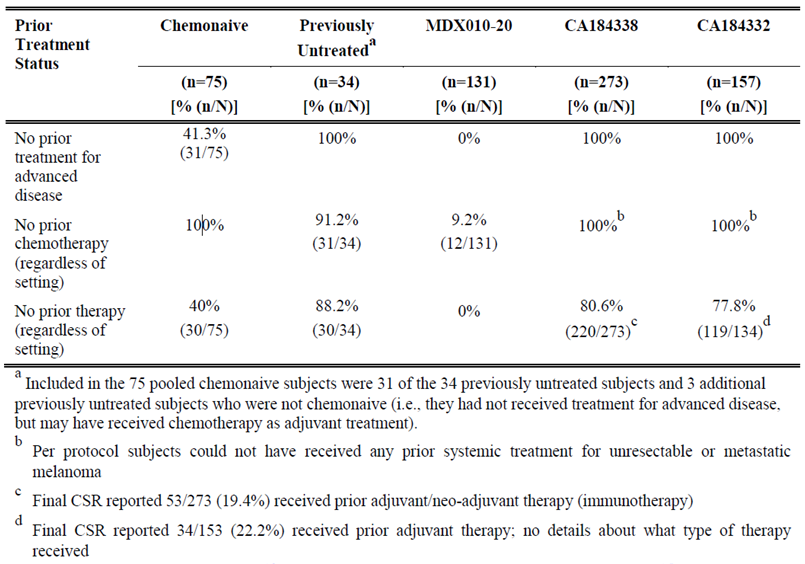 Prior Treatment Status Chemonaive Previously Untreated^a MDX010-20 CA184338 CA184332
(n=75) (n=34) (n=131) (n=273) (n=157)
[% (n/N)] [% (n/N)] [% (n/N)] [% (n/N)] [% (n/N)]
No prior treatment for advanced disease 41.3% (31/75) 100% 0% 100% 100%
No prior chemotherapy (regardless of setting) 100% 91.2% (31/34) 9.2% (12/131) 100%^b 100%^b
No prior therapy (regardless of setting) 40% (30/75) 88.2% (30/34) 0% 80.6% (220/273)^c 77.8% (119/134)^d
a Included in the 75 pooled chemonaive subjects were 31 of the 34 previously untreated subjects and 3 additional
previously untreated subjects who were not chemonaive (i.e., they had not received treatment for advanced disease,
but may have received chemotherapy as adjuvant treatment).
b Per protocol subjects could not have received any prior systemic treatment for unresectable or metastatic
melanoma
c Final CSR reported 53/273 (19.4%) received prior adjuvant/neo-adjuvant therapy (immunotherapy)
d Final CSR reported 34/153 (22.2%) received prior adjuvant therapy; no details about what type of therapy
received